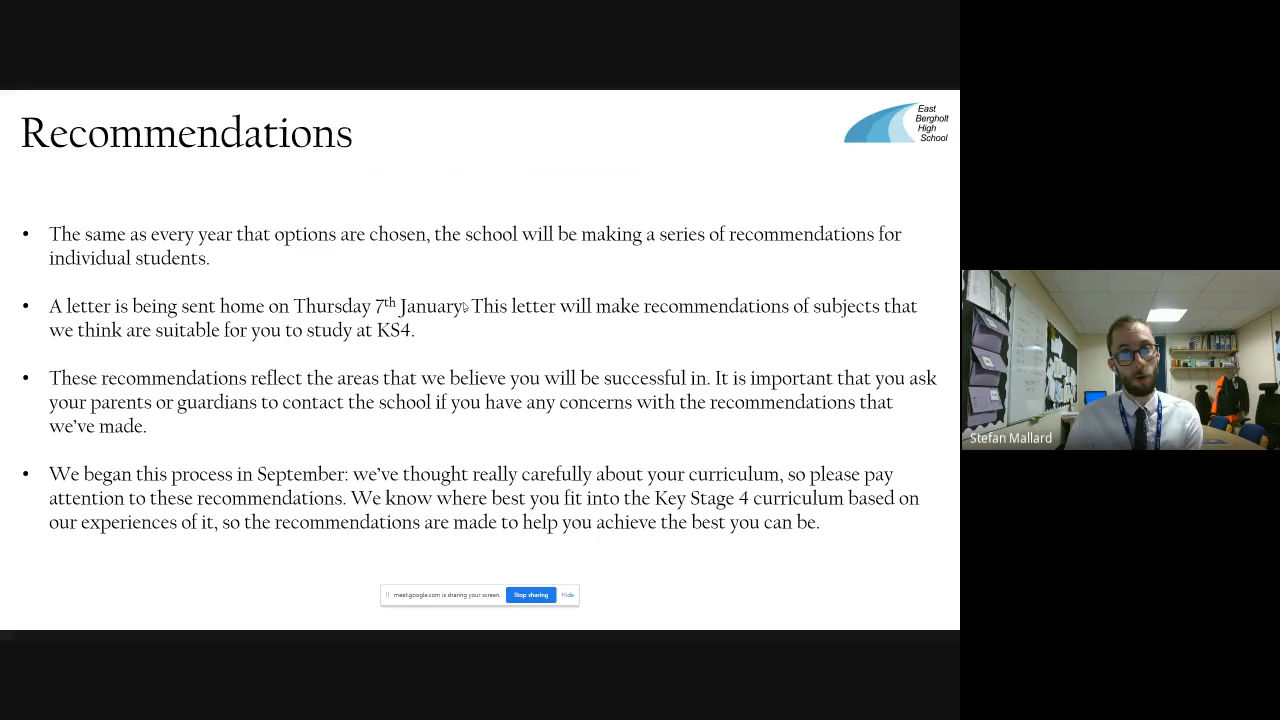 Recommendations
East
Bergholt
High
School
• The same as every year that options are chosen, the school will be making a series of recommendations for
individual students.
• A letter is being sent home on Thursday 7th January. This letter will make recommendations of subjects that
we think are suitable for you to study at KS4.
• These recommendations reflect the areas that we believe you will be successful in. It is important that you ask
your parents or guardians to contact the school if you have any concerns with the recommendations that
we've made.
• We began this process in September: we've thought really carefully about your curriculum, so please pay
attention to these recommendations. We know where best you fit into the Key Stage 4 curriculum based on
our experiences of it, so the recommendations are made to help you achieve the best you can be.
meet.google.com is sharing your screen. Stop sharing Hide
Stefan Mallard